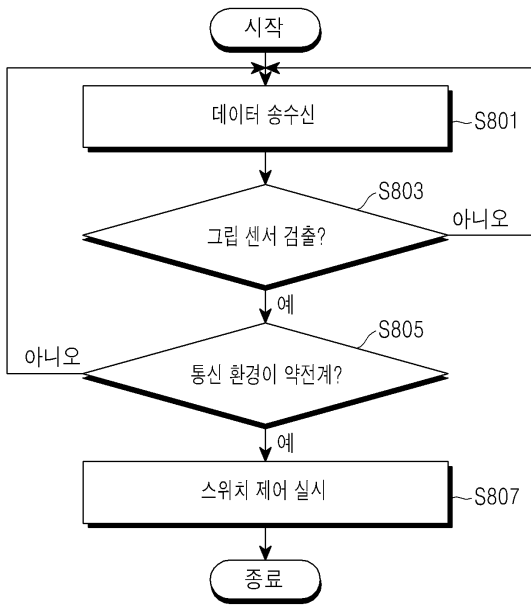 시작
데이터 송수신
S801
S803
그립 센서 검출?
아니오
예
S805
아니오
통신 환경이 약전계?
예
스위치 제어 실시
S807
종료